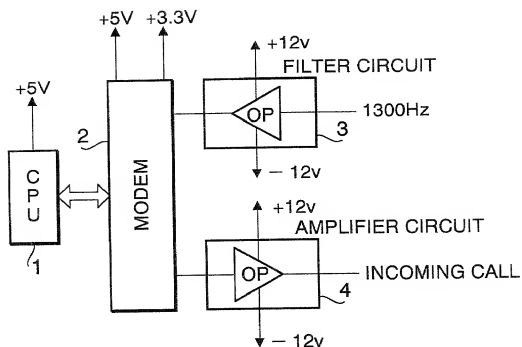 +5V
+3.3V
+12v
FILTER CIRCUIT
+5V
2
OP
1300Hz
3
CPU
MODEM
− 12v
+12v
AMPLIFIER CIRCUIT
1
OP
INCOMING CALL
4
− 12v